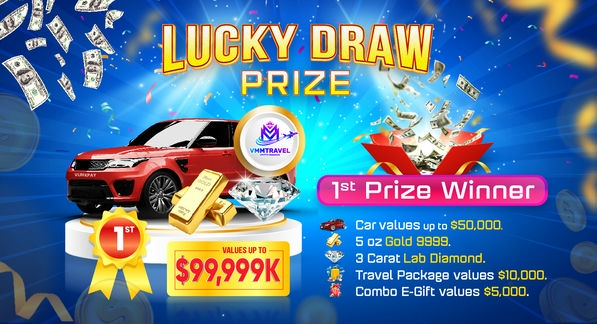 LUCKY DRAW
PRIZE
VMMTRAVEL
1st Prize Winner
GOLD
1ST
VALUES UP TO
$99,999K
Car values up to $50,000.
5 oz Gold 9999.
3 Carat Lab Diamond.
Travel Package values $10,000.
Combo E-Gift values $5,000.